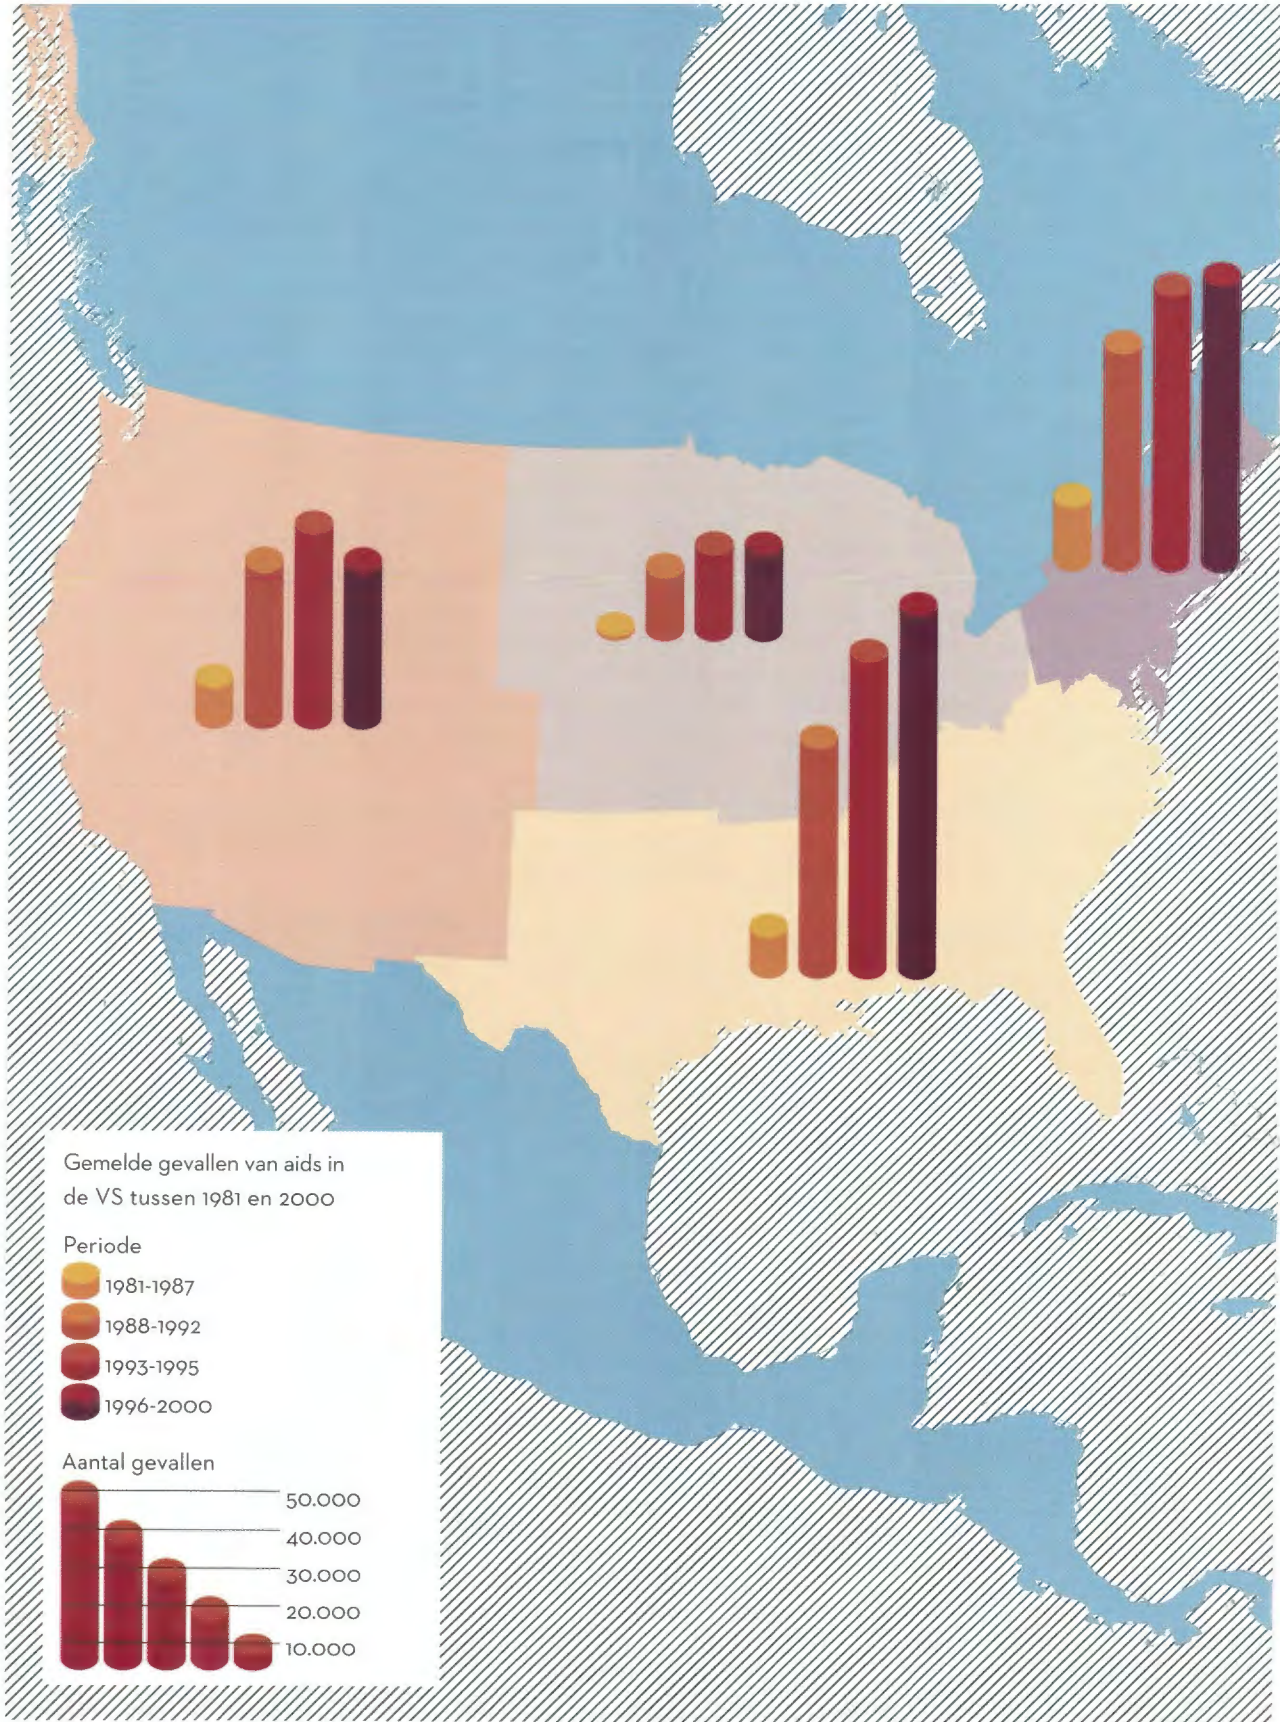 Gemelde gevallen van aids in
de VS tussen 1981 en 2000
Periode
1981-1987
1988-1992
1993-1995
1996-2000
Aantal gevallen
50.000
40.000
30.000
20.000
10.000